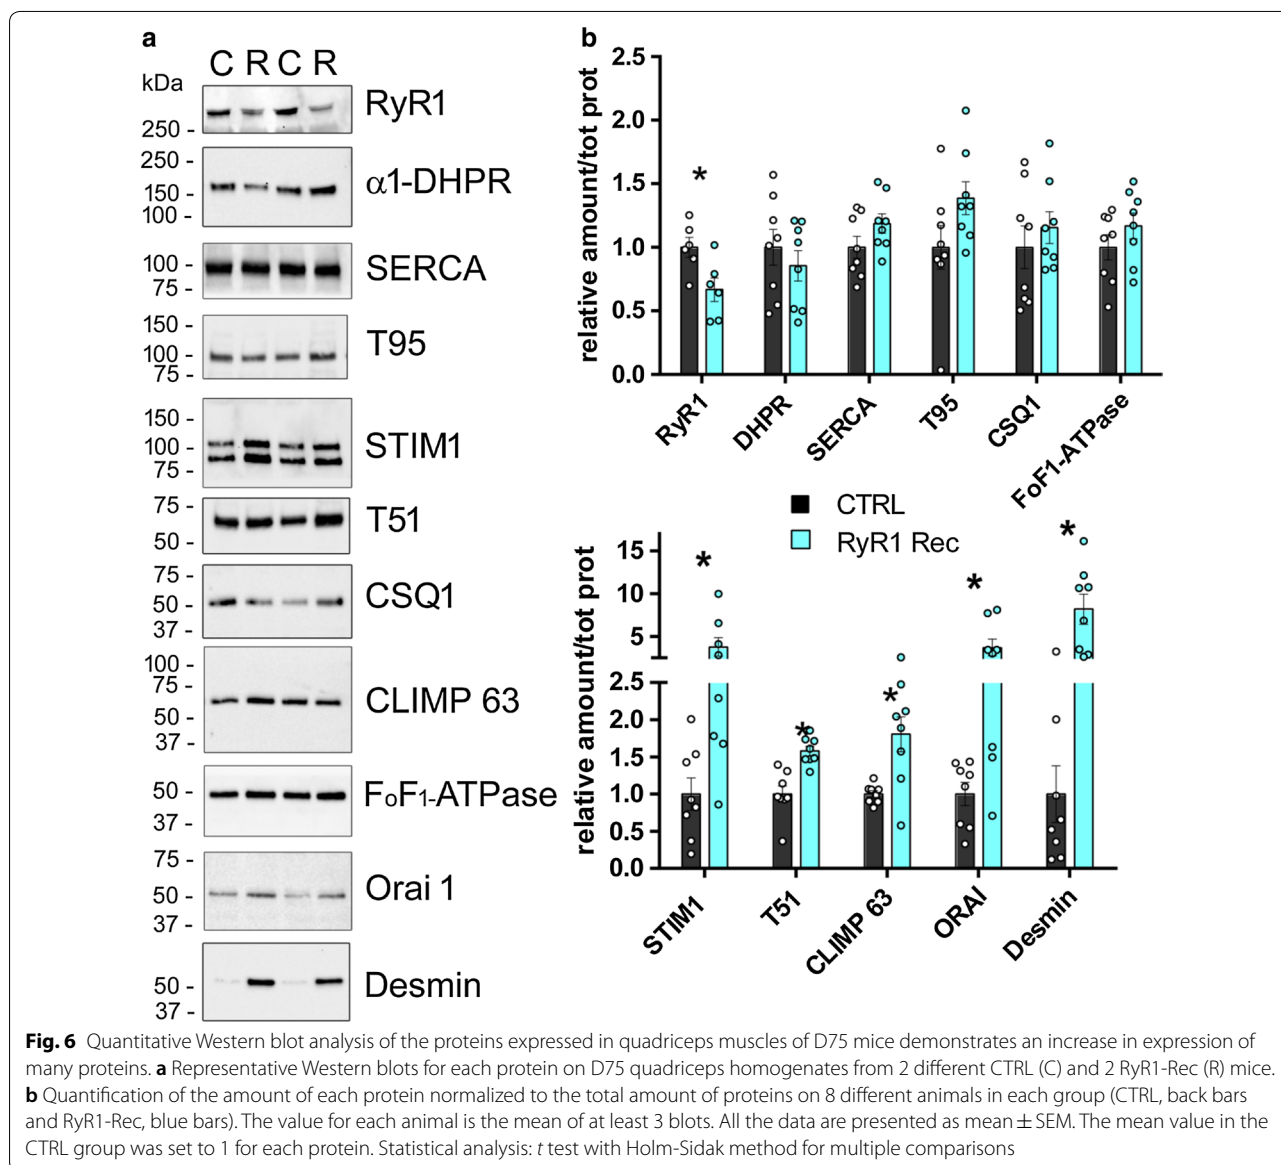 a
C R C R
kDa
250 -
RyR1
250 -
150 -
100 -
α1-DHPR
100 -
75 -
SERCA
150 -
100 -
75 -
T95
150 -
100 -
75 -
STIM1
75 -
50 -
T51
75 -
50 -
37 -
CSQ1
100 -
75 -
50 -
37 -
CLIMP 63
50 -
37 -
FoF1-ATPase
75 -
50 -
37 -
Orai 1
50 -
37 -
Desmin
b
relative amount/tot prot
2.5
2.0
1.5
1.0
0.5
0.0
*
RyR1
DHPR
SERCA
T95
CSQ1
FoF1-ATPase
CTRL
RyR1 Rec
relative amount/tot prot
15
10
5
2.5
2.0
1.5
1.0
0.5
0.0
*
*
*
*
*
STIM1
T51
CLIMP 63
ORAI
Desmin
Fig. 6 Quantitative Western blot analysis of the proteins expressed in quadriceps muscles of D75 mice demonstrates an increase in expression of
many proteins. a Representative Western blots for each protein on D75 quadriceps homogenates from 2 different CTRL (C) and 2 RyR1-Rec (R) mice.
b Quantification of the amount of each protein normalized to the total amount of proteins on 8 different animals in each group (CTRL, back bars
and RyR1-Rec, blue bars). The value for each animal is the mean of at least 3 blots. All the data are presented as mean ± SEM. The mean value in the
CTRL group was set to 1 for each protein. Statistical analysis: t test with Holm-Sidak method for multiple comparisons